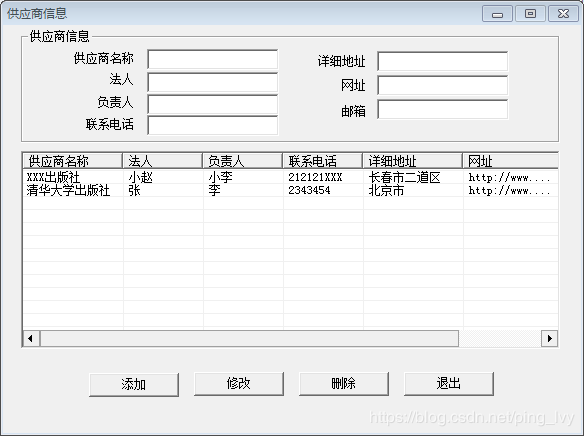 供应商信息
供应商信息
供应商名称 详细地址
法人 网址
负责人 邮箱
联系电话
供应商名称 法人 负责人 联系电话 详细地址 网址
XXX出版社 小赵 小李 212121XXX 长春市二道区 http://www....
清华大学出版社 张 李 2343454 北京市 http://www....
添加 修改 删除 退出
https://blog.csdn.net/ping_lvy